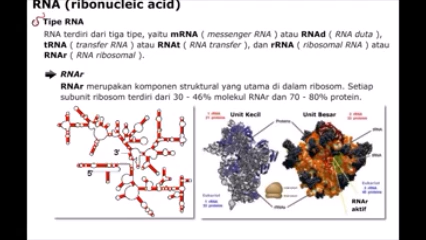 RNA (ribonucleic acid)
Tipe RNA
RNA terdiri dari tiga tipe, yaitu mRNA ( messenger RNA ) atau RNAd ( RNA duta ),
tRNA ( transfer RNA ) atau RNAt ( RNA transfer ), dan rRNA ( ribosomal RNA ) atau
RNAr ( RNA ribosomal ).
RNAr
RNAr merupakan komponen struktural yang utama di dalam ribosom. Setiap
subunit ribosom terdiri dari 30 - 46% molekul RNAr dan 70 - 80% protein.
Unit Kecil
Unit Besar
3'
5'
RNAr
aktif